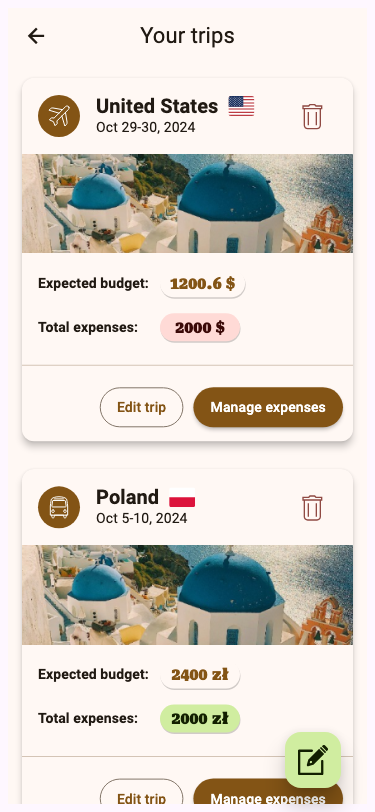 Your trips
United States
Oct 29-30, 2024
Expected budget: 1200.6 $
Total expenses: 2000 $
Edit trip Manage expenses
Poland
Oct 5-10, 2024
Expected budget: 2400 zł
Total expenses: 2000 zł
Edit trip Manage expenses